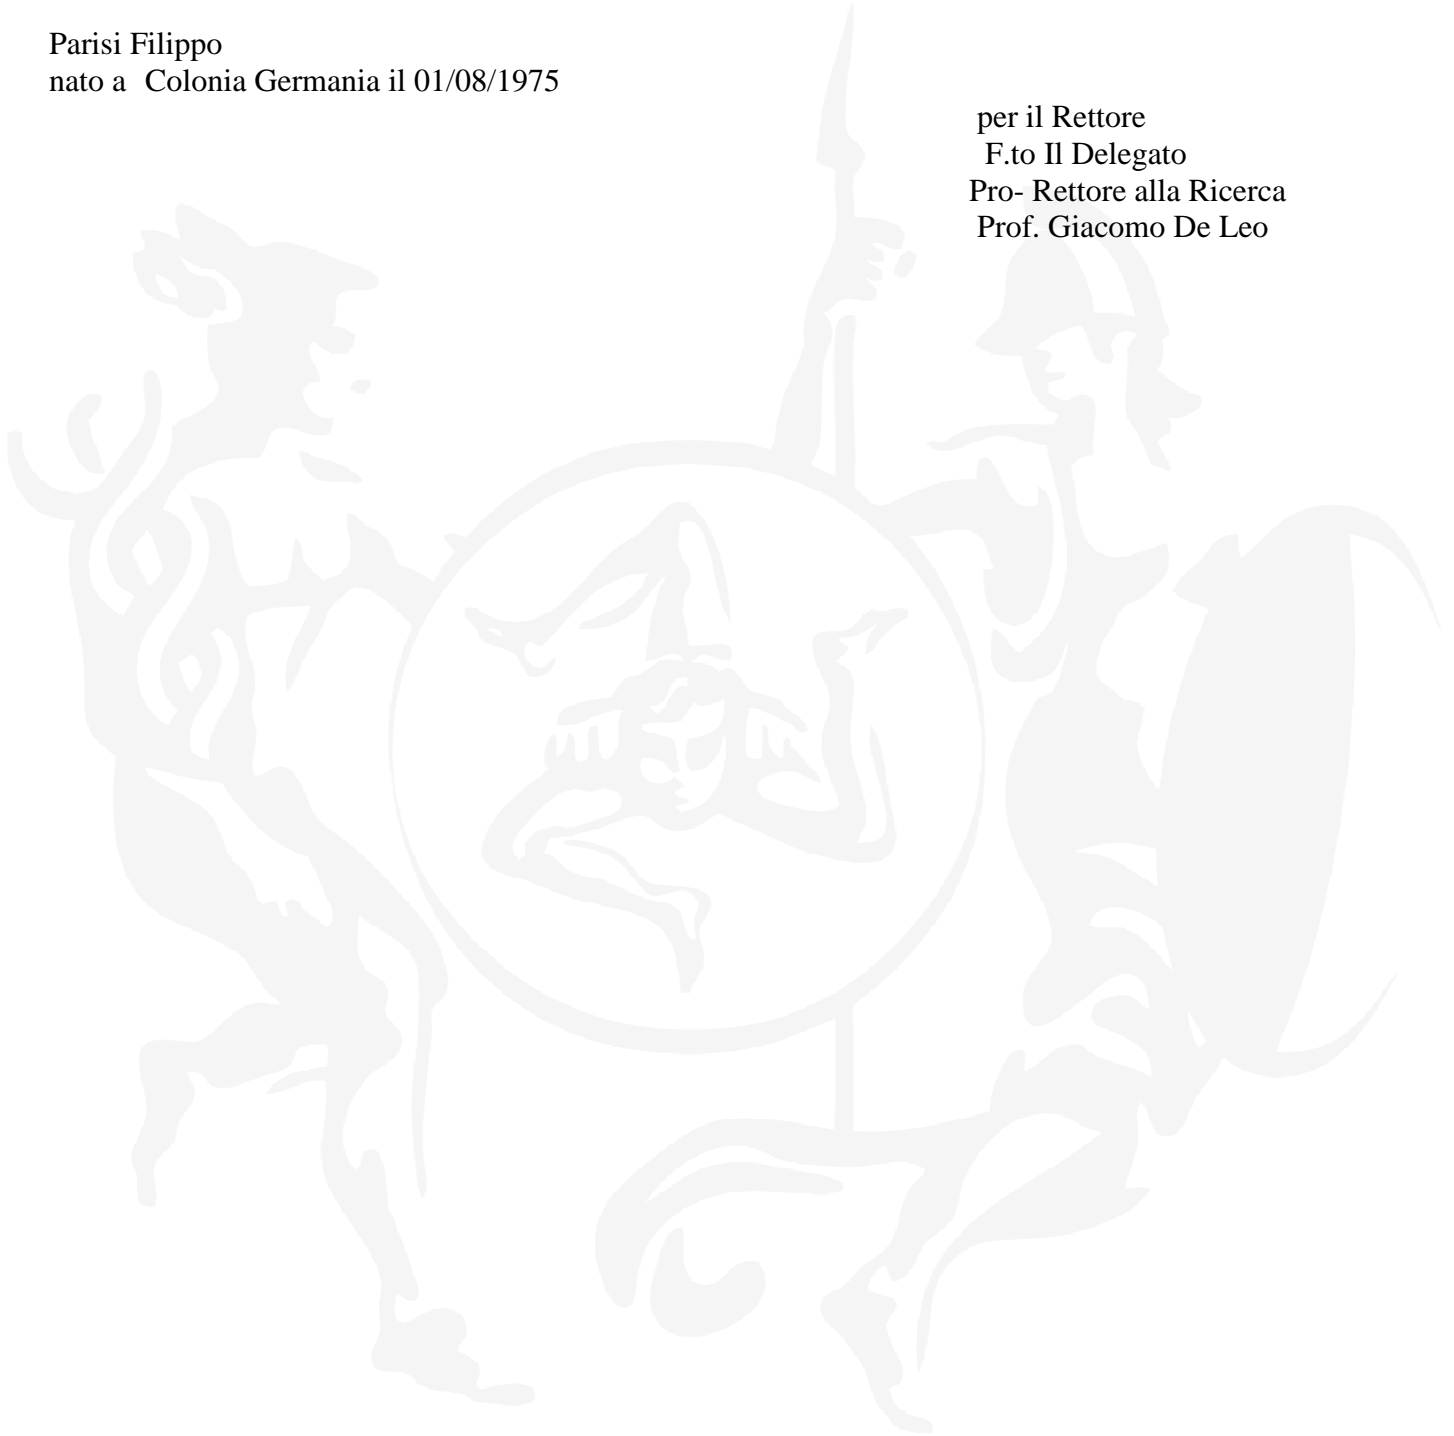 Parisi Filippo
nato a Colonia Germania il 01/08/1975
per il Rettore
F.to Il Delegato
Pro- Rettore alla Ricerca
Prof. Giacomo De Leo